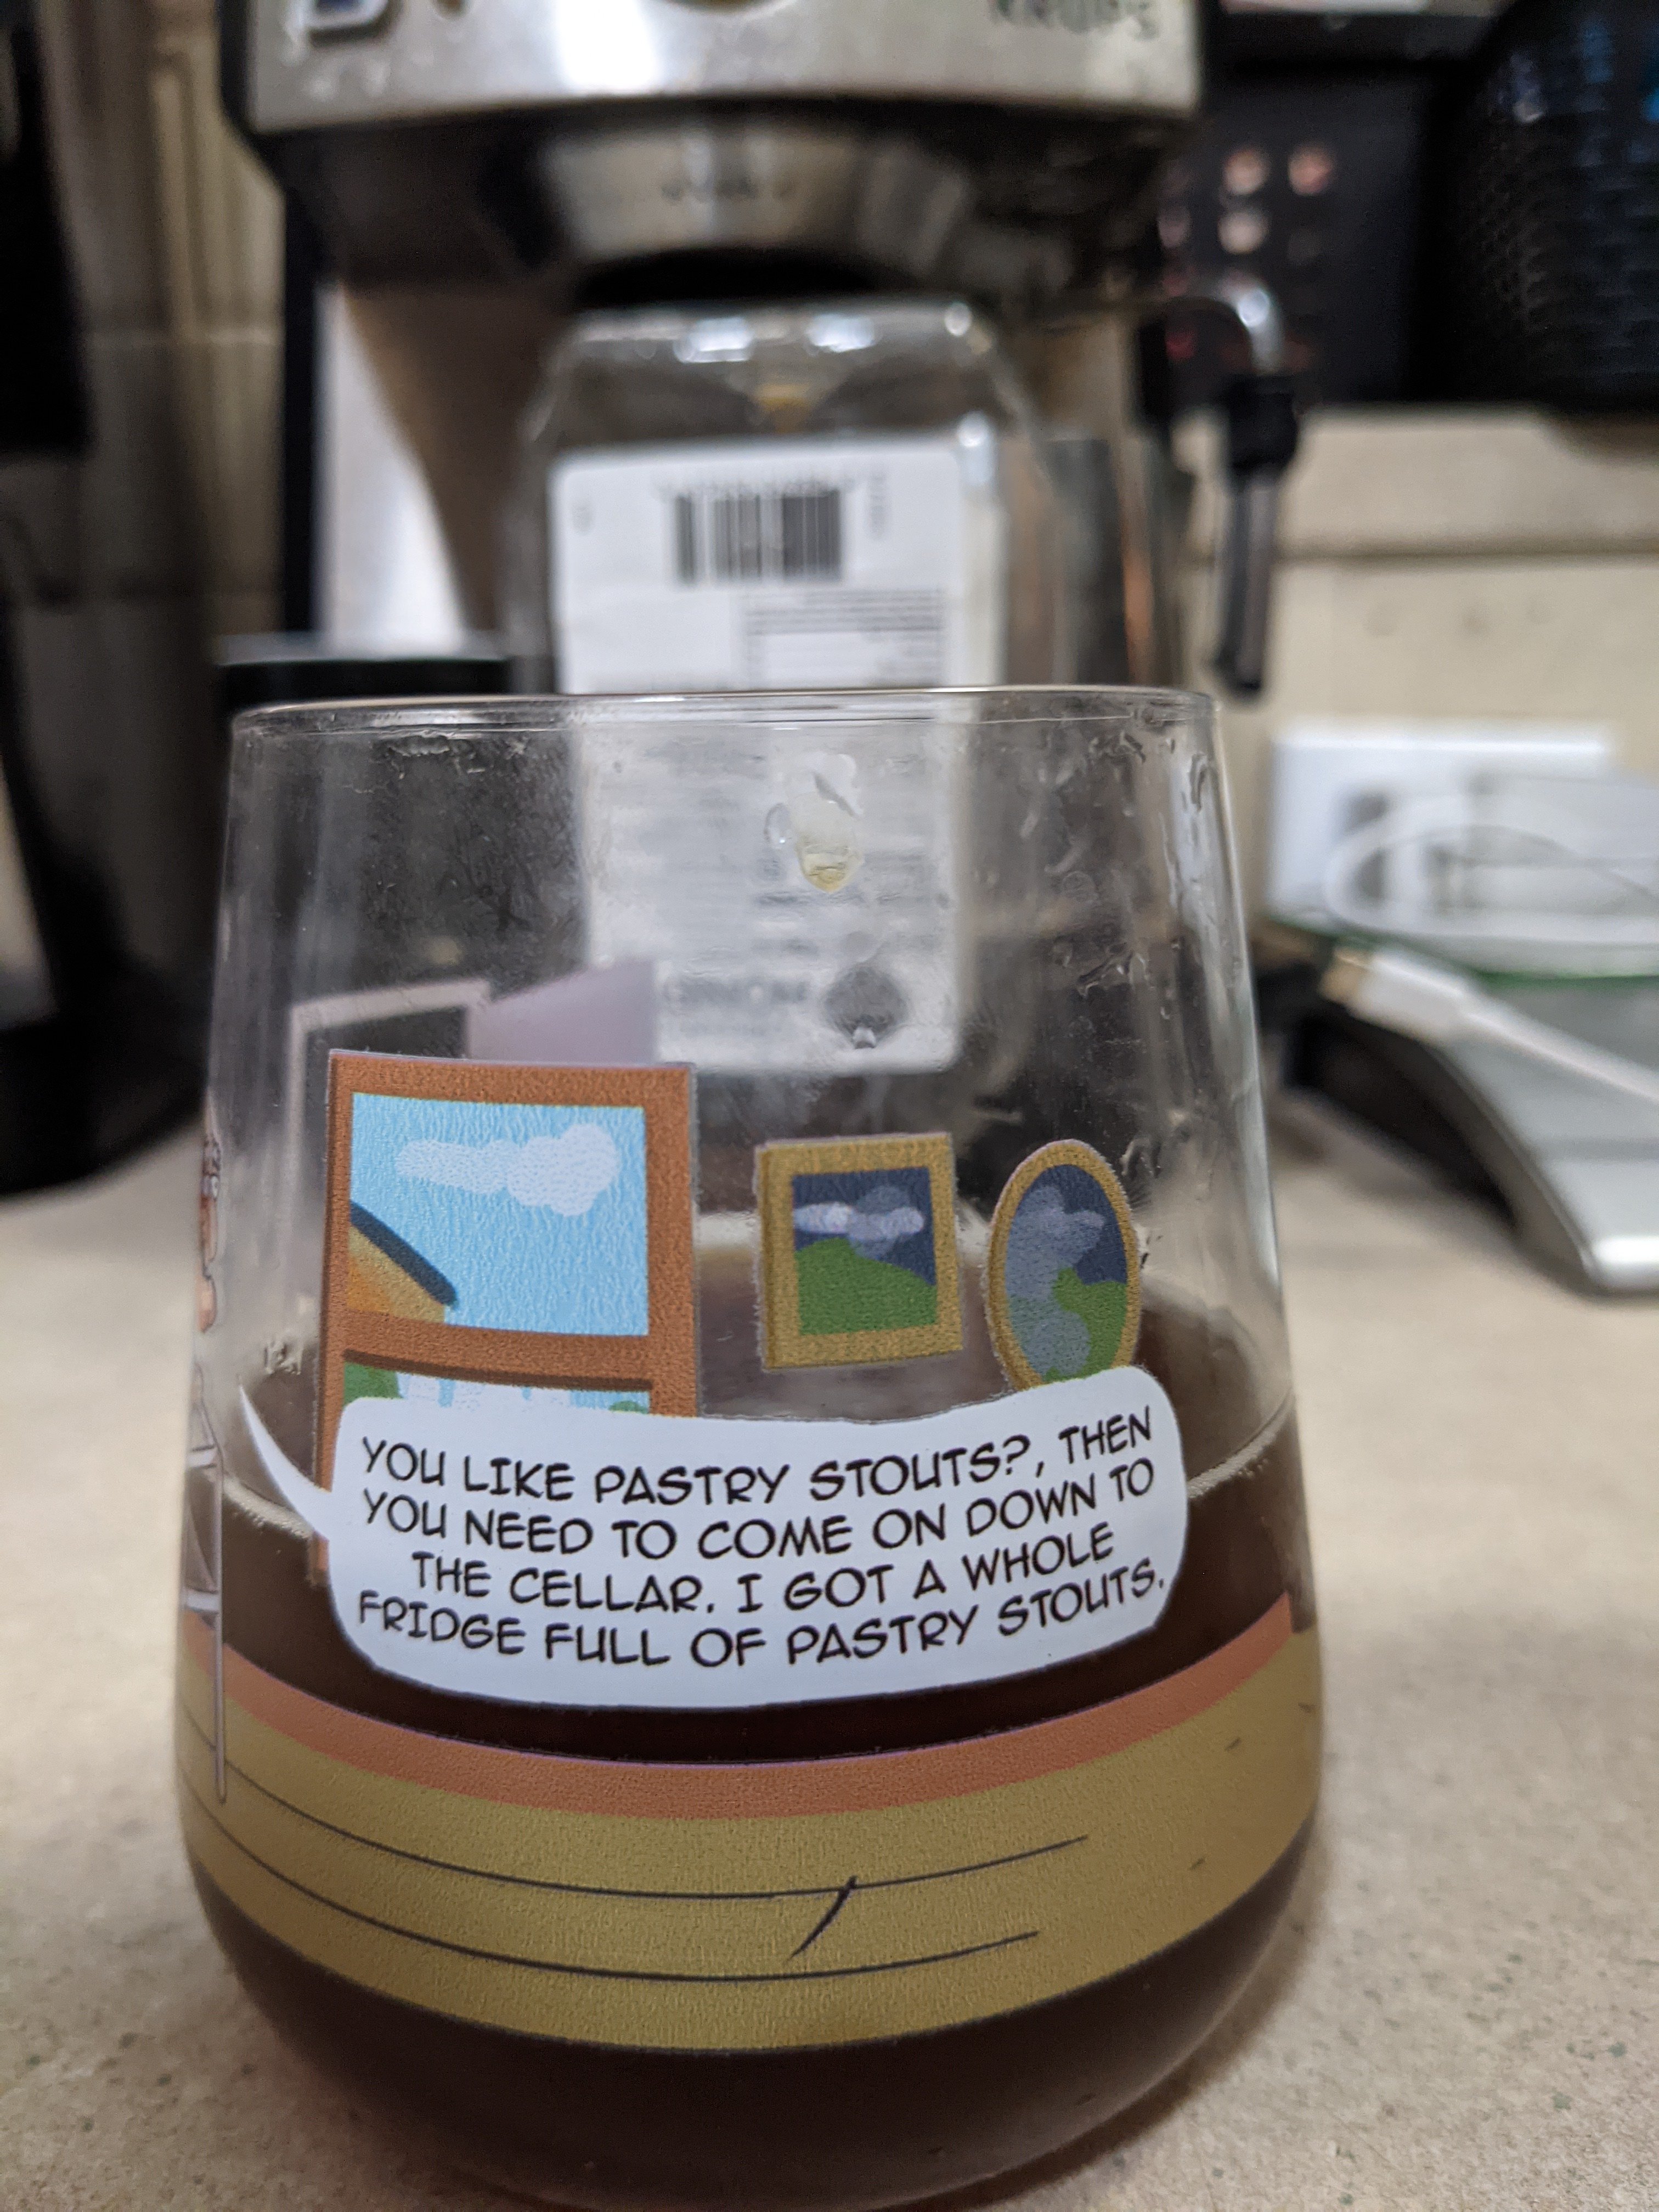 KRUPS
YOU LIKE PASTRY STOUTS?, THEN
YOU NEED TO COME ON DOWN TO
THE CELLAR. I GOT A WHOLE
FRIDGE FULL OF PASTRY STOUTS.